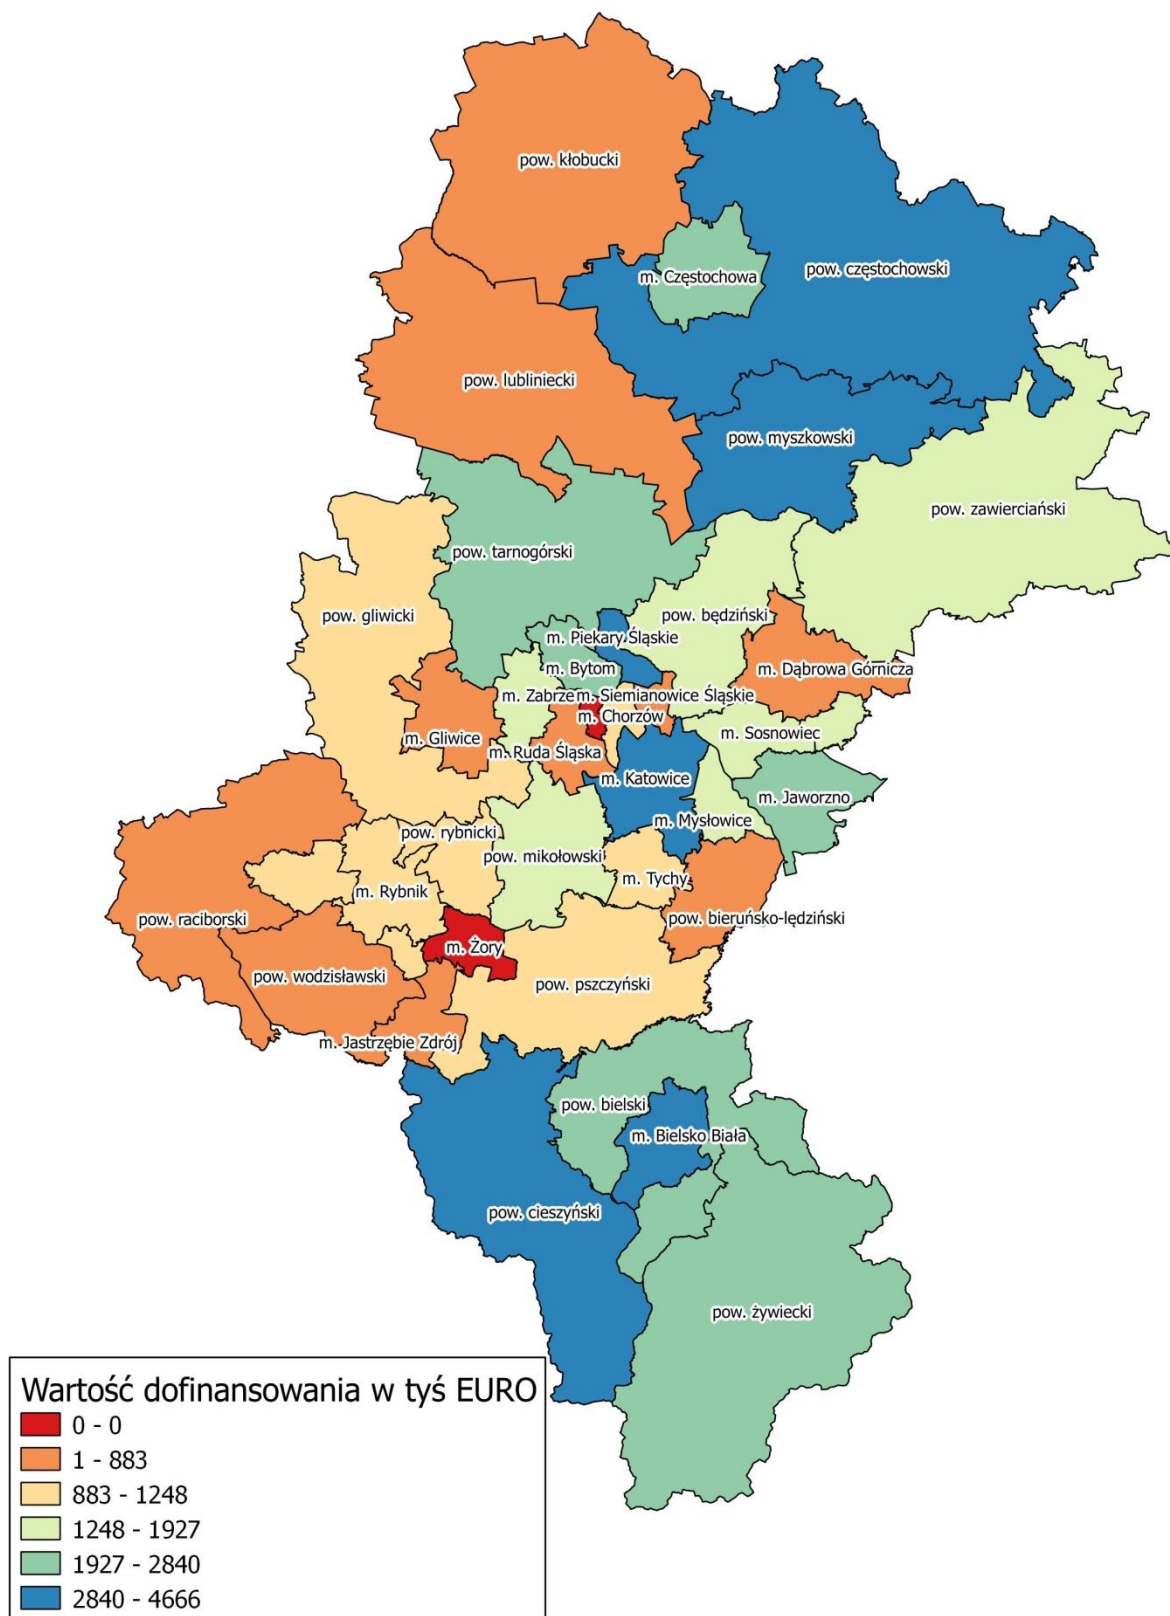 pow. kłobucki
pow. częstochowski
m. Częstochowa
pow. lubliniecki
pow. myszkowski
pow. zawierciański
pow. tarnogórski
pow. gliwicki
pow. będziński
m. Piekary Śląskie
m. Bytom
m. Dąbrowa Górnicza
m. Zabrze
m. Siemianowice Śląskie
m. Chorzów
m. Sosnowiec
m. Gliwice
m. Ruda Śląska
m. Katowice
m. Jaworzno
m. Mysłowice
pow. rybnicki
pow. mikołowski
m. Tychy
m. Rybnik
pow. raciborski
pow. bieruńsko-lędziński
m. Żory
pow. wodzisławski
pow. pszczyński
m. Jastrzębie Zdrój
pow. bielski
m. Bielsko Biała
pow. cieszyński
pow. żywiecki
Wartość dofinansowania w tyś EURO
0 - 0
1 - 883
883 - 1248
1248 - 1927
1927 - 2840
2840 - 4666